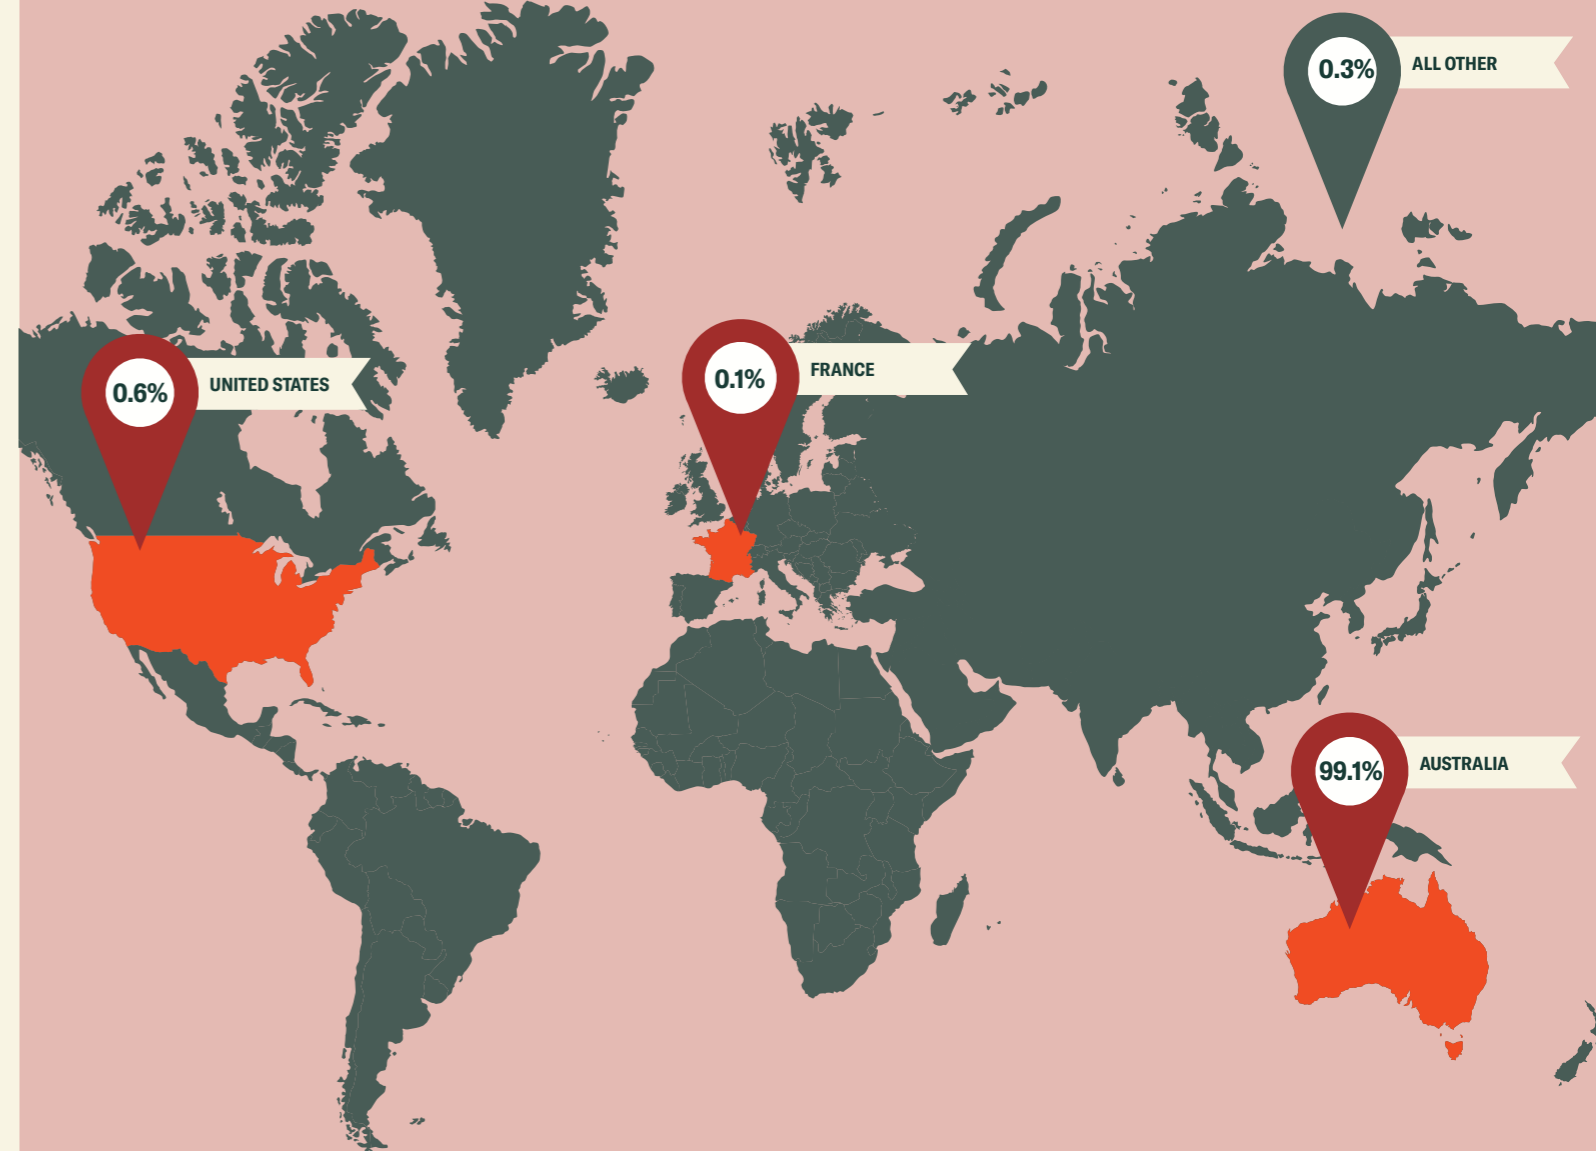 0.3% ALL OTHER
0.6% UNITED STATES
0.1% FRANCE
99.1% AUSTRALIA